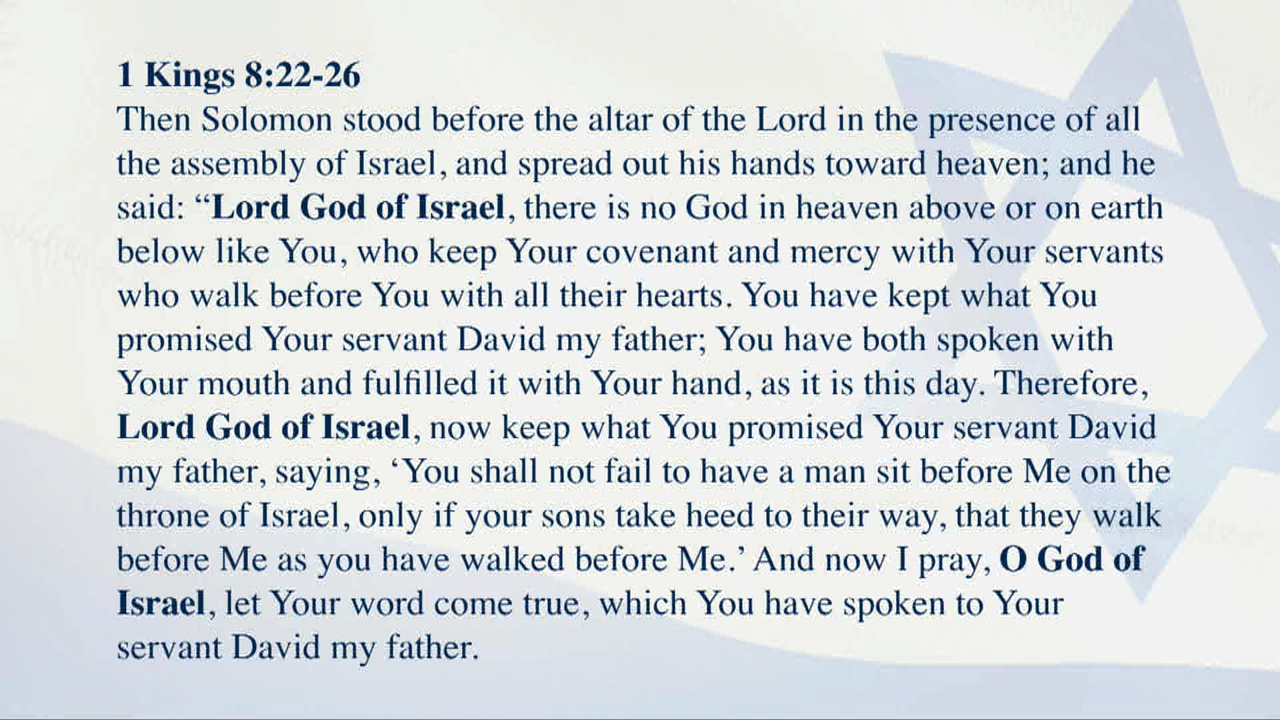 1 Kings 8:22-26
Then Solomon stood before the altar of the Lord in the presence of all
the assembly of Israel, and spread out his hands toward heaven; and he
said: “Lord God of Israel, there is no God in heaven above or on earth
below like You, who keep Your covenant and mercy with Your servants
who walk before You with all their hearts. You have kept what You
promised Your servant David my father; You have both spoken with
Your mouth and fulfilled it with Your hand, as it is this day. Therefore,
Lord God of Israel, now keep what You promised Your servant David
my father, saying, ‘You shall not fail to have a man sit before Me on the
throne of Israel, only if your sons take heed to their way, that they walk
before Me as you have walked before Me.’ And now I pray, O God of
Israel, let Your word come true, which You have spoken to Your
servant David my father.